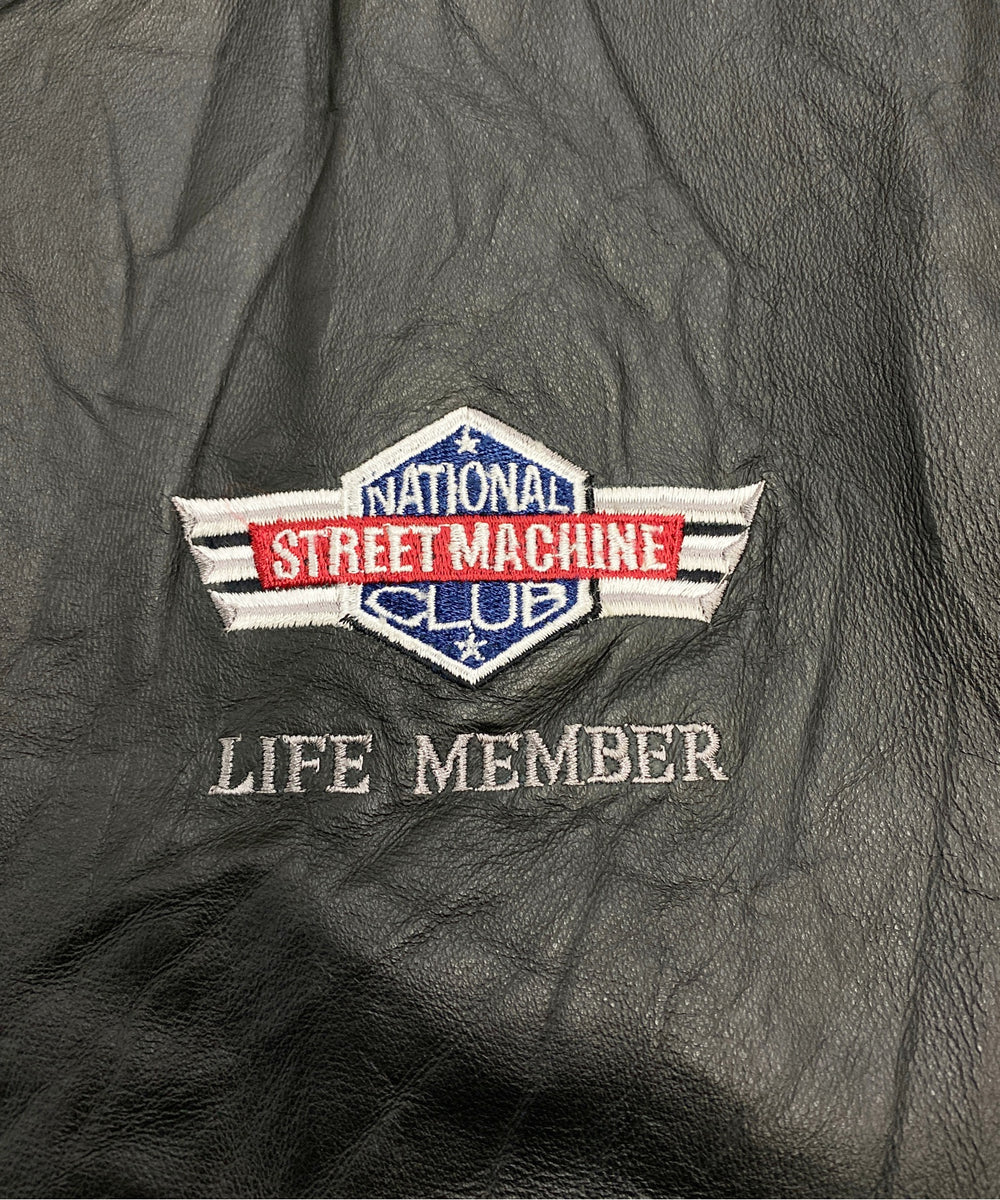 NATIONAL
STREET MACHINE
CLUB
LIFE MEMBER